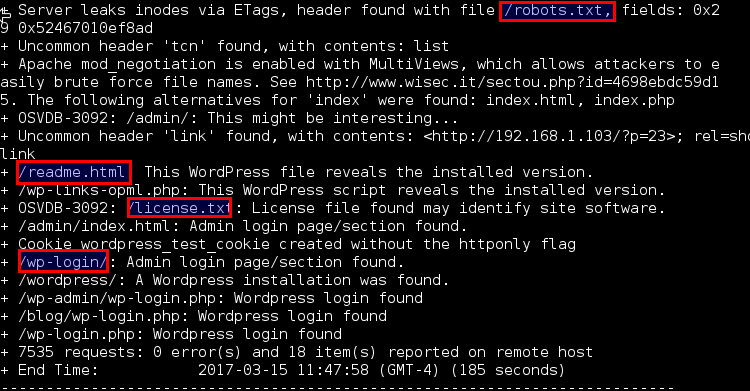 + Server leaks inodes via ETags, header found with file /robots.txt, fields: 0x2
9 0x52467010ef8ad
+ Uncommon header 'tcn' found, with contents: list
+ Apache mod_negotiation is enabled with MultiViews, which allows attackers to e
asily brute force file names. See http://www.wisec.it/sectou.php?id=4698ebdc59d1
5. The following alternatives for 'index' were found: index.html, index.php
+ OSVDB-3092: /admin/: This might be interesting...
+ Uncommon header 'link' found, with contents: <http://192.168.1.103/?p=23>; rel=sho
link
+ /readme.html: This WordPress file reveals the installed version.
+ /wp-links-opml.php: This WordPress script reveals the installed version.
+ OSVDB-3092: /license.txt: License file found may identify site software.
+ /admin/index.html: Admin login page/section found.
+ Cookie wordpress_test_cookie created without the httponly flag
+ /wp-login/: Admin login page/section found.
+ /wordpress/: A Wordpress installation was found.
+ /wp-admin/wp-login.php: Wordpress login found
+ /blog/wp-login.php: Wordpress login found
+ /wp-login.php: Wordpress login found
+ 7535 requests: 0 error(s) and 18 item(s) reported on remote host
+ End Time: 2017-03-15 11:47:58 (GMT-4) (185 seconds)
---------------------------------------------------------------------------